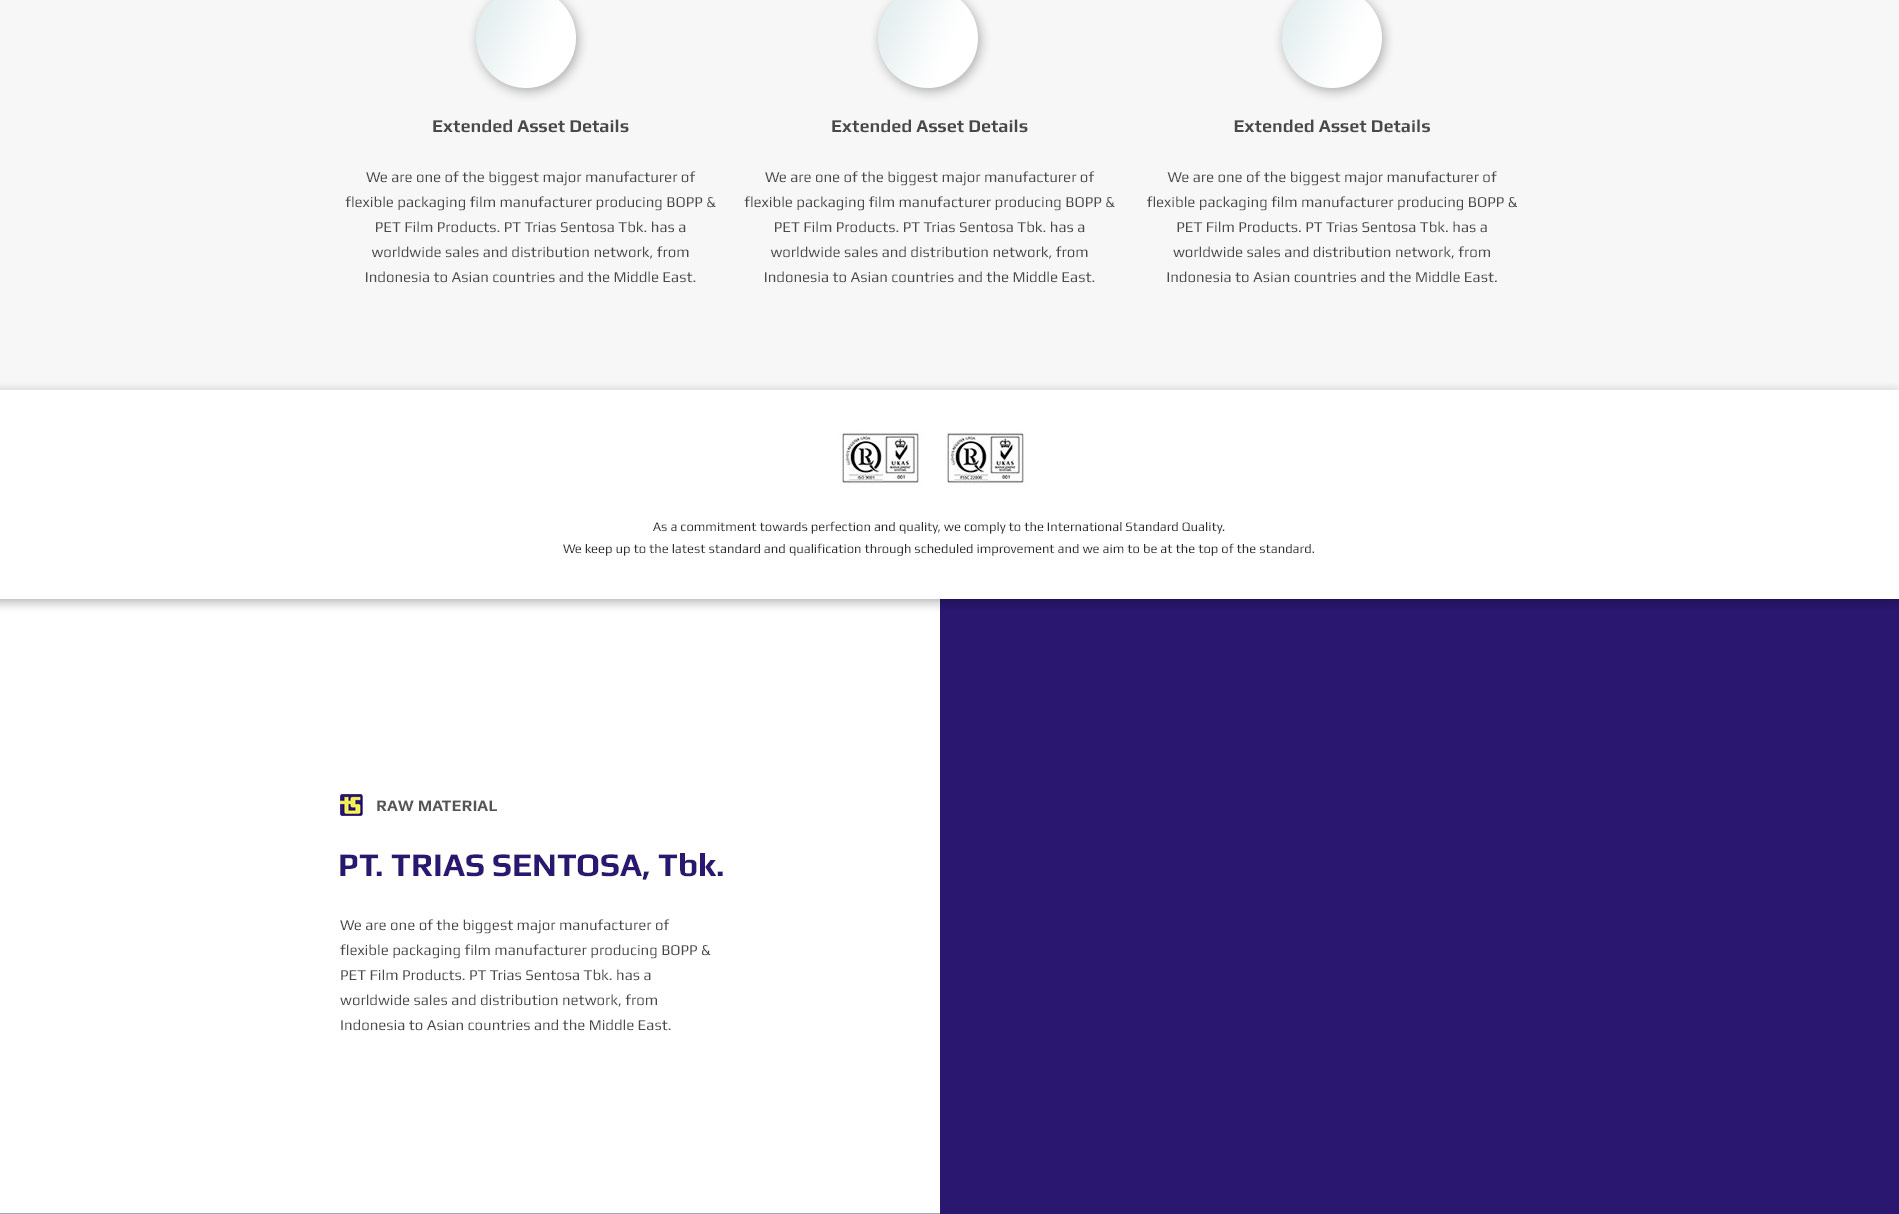 Extended Asset Details
We are one of the biggest major manufacturer of
flexible packaging film manufacturer producing BOPP &
PET Film Products. PT Trias Sentosa Tbk. has a
worldwide sales and distribution network, from
Indonesia to Asian countries and the Middle East.
Extended Asset Details
We are one of the biggest major manufacturer of
flexible packaging film manufacturer producing BOPP &
PET Film Products. PT Trias Sentosa Tbk. has a
worldwide sales and distribution network, from
Indonesia to Asian countries and the Middle East.
Extended Asset Details
We are one of the biggest major manufacturer of
flexible packaging film manufacturer producing BOPP &
PET Film Products. PT Trias Sentosa Tbk. has a
worldwide sales and distribution network, from
Indonesia to Asian countries and the Middle East.
UKAS
MANAGEMENT
SYSTEMS
ISO 9001 001
UKAS
MANAGEMENT
SYSTEMS
FSSC 22000 001
As a commitment towards perfection and quality, we comply to the International Standard Quality.
We keep up to the latest standard and qualification through scheduled improvement and we aim to be at the top of the standard.
ts RAW MATERIAL
PT. TRIAS SENTOSA, Tbk.
We are one of the biggest major manufacturer of
flexible packaging film manufacturer producing BOPP &
PET Film Products. PT Trias Sentosa Tbk. has a
worldwide sales and distribution network, from
Indonesia to Asian countries and the Middle East.